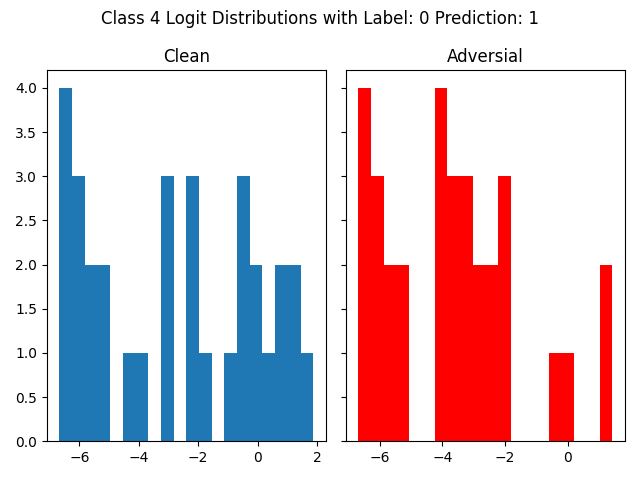 Class 4 Logit Distributions with Label: 0 Prediction: 1
Clean
Adversial
4.0
3.5
3.0
2.5
2.0
1.5
1.0
0.5
0.0
−6 −4 −2 0 2
−6 −4 −2 0